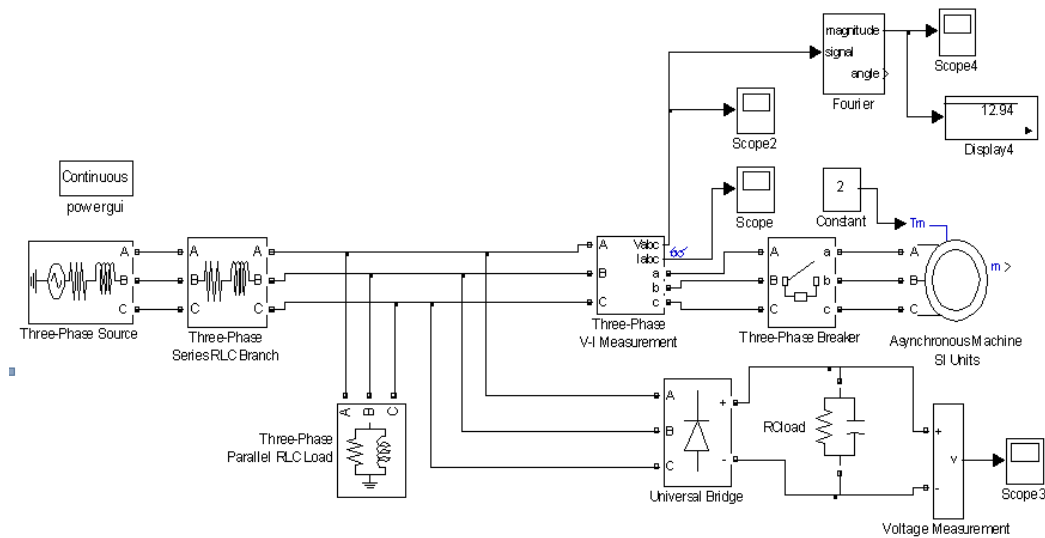 magnitude
signal
angle
Fourier
Scope4
12.94
Display4
Scope2
Continuous
powergui
Scope
2
Constant
Tm
m
A
B
C
Three-Phase Source
A
B
C
A
B
C
Three-Phase
Series RLC Branch
A
B
C
Vabc
Iabc
a
b
c
Three-Phase
V-I Measurement
A
B
C
a
b
c
Three-Phase Breaker
A
B
C
Asynchronous Machine
SI Units
A
B
C
Three-Phase
Parallel RLC Load
A
B
C
+
-
Universal Bridge
RCload
+
-
v
Voltage Measurement
Scope3